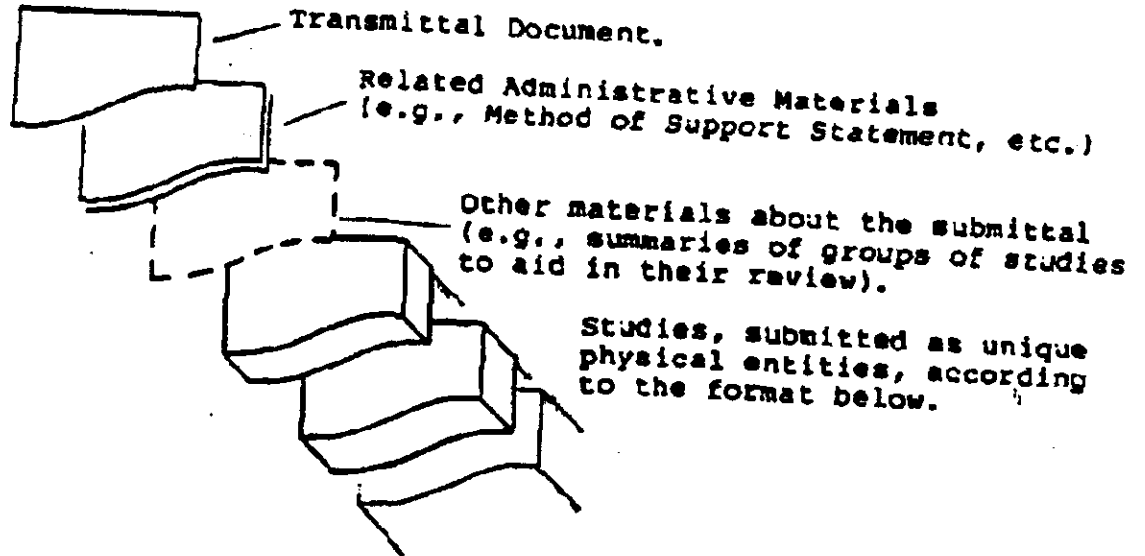 Transmittal Document.
Related Administrative Materials
(e.g., Method of Support Statement, etc.)
Other materials about the submittal
(e.g., summaries of groups of studies
to aid in their review).
Studies, submitted as unique
physical entities, according
to the format below.